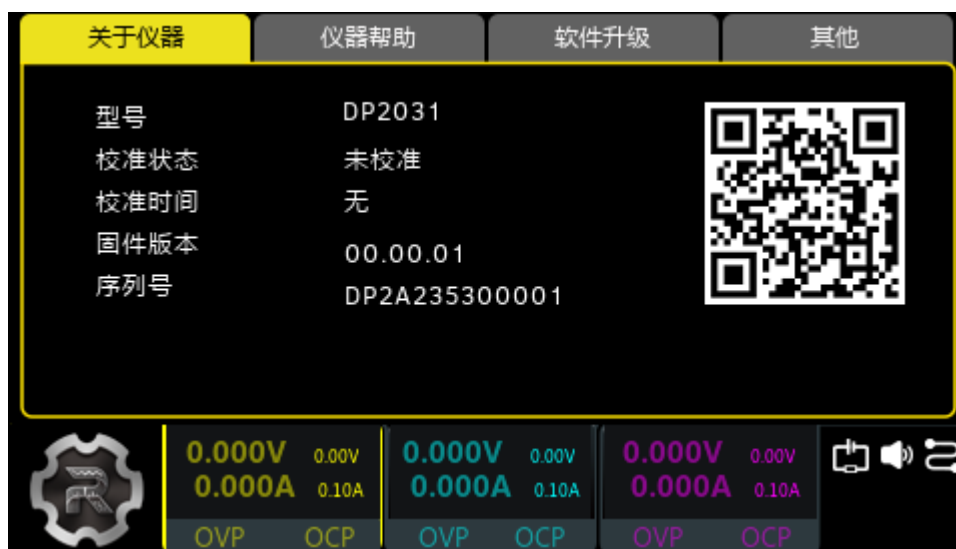 关于仪器 仪器帮助 软件升级 其他
型号 DP2031
校准状态 未校准
校准时间 无
固件版本 00.00.01
序列号 DP2A235300001
0.000V 0.00V 0.000V 0.00V 0.000V 0.00V
0.000A 0.10A 0.000A 0.10A 0.000A 0.10A
OVP OCP OVP OCP OVP OCP